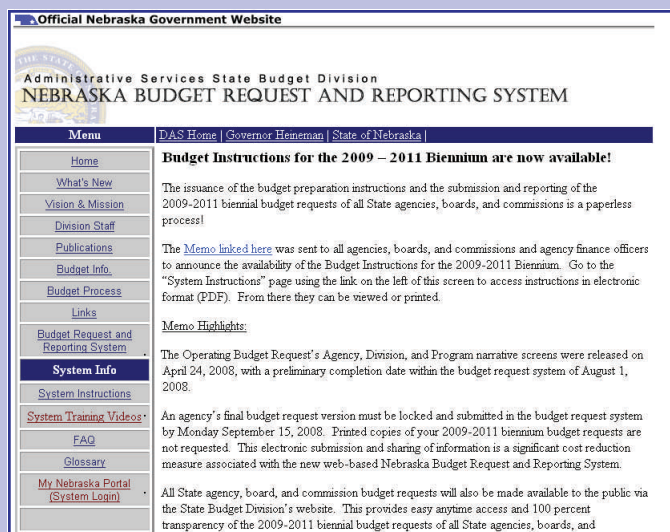 Official Nebraska Government Website
Administrative Services State Budget Division
NEBRASKA BUDGET REQUEST AND REPORTING SYSTEM
Menu
DAS Home | Governor Heineman | State of Nebraska |
Home
What's New
Vision & Mission
Division Staff
Publications
Budget Info.
Budget Process
Links
Budget Request and
Reporting System
System Info
System Instructions
System Training Videos
FAQ
Glossary
My Nebraska Portal
(System Login)
Budget Instructions for the 2009 – 2011 Biennium are now available!
The issuance of the budget preparation instructions and the submission and reporting of the
2009-2011 biennial budget requests of all State agencies, boards, and commissions is a paperless
process!
The Memo linked here was sent to all agencies, boards, and commissions and agency finance officers
to announce the availability of the Budget Instructions for the 2009-2011 Biennium. Go to the
“System Instructions” page using the link on the left of this screen to access instructions in electronic
format (PDF). From there they can be viewed or printed.
Memo Highlights:
The Operating Budget Request's Agency, Division, and Program narrative screens were released on
April 24, 2008, with a preliminary completion date within the budget request system of August 1,
2008.
An agency's final budget request version must be locked and submitted in the budget request system
by Monday September 15, 2008. Printed copies of your 2009-2011 biennium budget requests are
not requested. This electronic submission and sharing of information is a significant cost reduction
measure associated with the new web-based Nebraska Budget Request and Reporting System.
All State agency, board, and commission budget requests will also be made available to the public via
the State Budget Division's website. This provides easy anytime access and 100 percent
transparency of the 2009-2011 biennial budget requests of all State agencies, boards, and